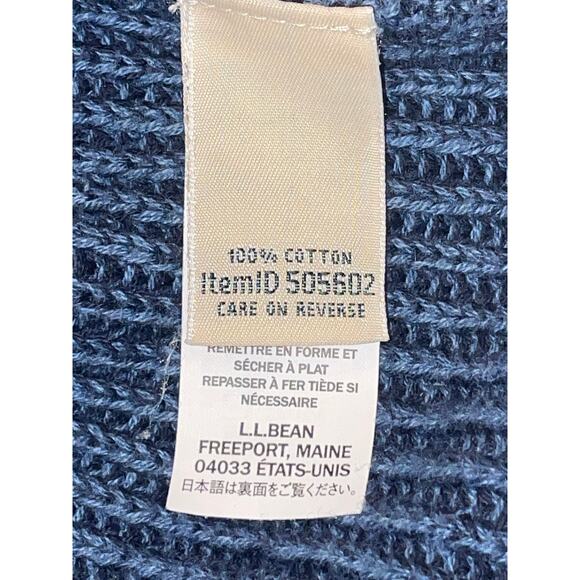 100% COTTON
ItemID 505602
CARE ON REVERSE
REMETTRE EN FORME ET
SÉCHER À PLAT
REPASSER À FER TIÈDE SI
NÉCESSAIRE
L.L.BEAN
FREEPORT, MAINE
04033 ÉTATS-UNIS
日本語は裏面をご覧ください。